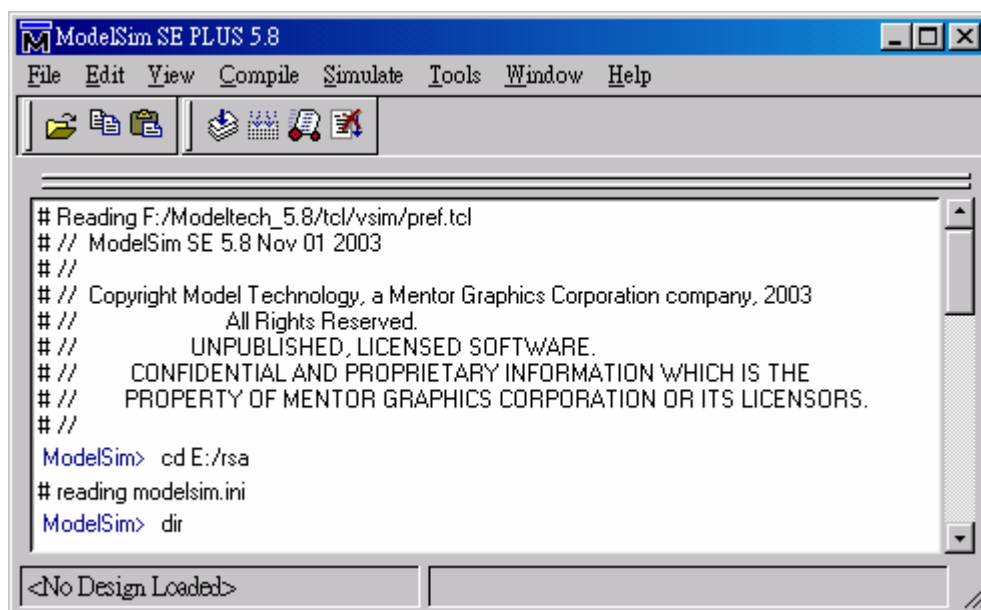 ModelSim SE PLUS 5.8
File Edit View Compile Simulate Tools Window Help
# Reading F:/Modeltech_5.8/tcl/vsim/pref.tcl
# // ModelSim SE 5.8 Nov 01 2003
# //
# // Copyright Model Technology, a Mentor Graphics Corporation company, 2003
# // All Rights Reserved.
# // UNPUBLISHED, LICENSED SOFTWARE.
# // CONFIDENTIAL AND PROPRIETARY INFORMATION WHICH IS THE
# // PROPERTY OF MENTOR GRAPHICS CORPORATION OR ITS LICENSORS.
# //
ModelSim> cd E:/rsa
# reading modelsim.ini
ModelSim> dir
<No Design Loaded>